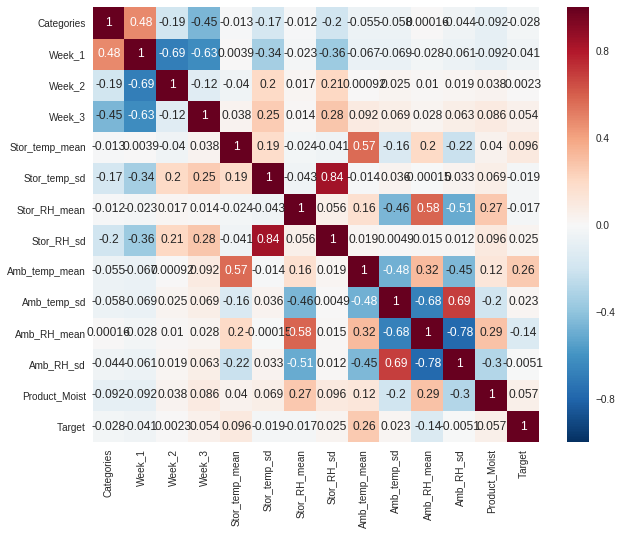 Categories 1 0.48 -0.19 -0.45 -0.013 -0.17 -0.012 -0.2 -0.055 -0.058 0.00016 -0.044 -0.092 -0.028
Week_1 0.48 1 -0.69 -0.63 0.0039 -0.34 -0.023 -0.36 -0.067 -0.069 -0.028 -0.061 -0.092 -0.041
Week_2 -0.19 -0.69 1 -0.12 -0.04 0.2 0.017 0.21 0.00092 0.025 0.01 0.019 0.038 0.0023
Week_3 -0.45 -0.63 -0.12 1 0.038 0.25 0.014 0.28 0.092 0.069 0.028 0.063 0.086 0.054
Stor_temp_mean -0.013 0.0039 -0.04 0.038 1 0.19 -0.024 -0.041 0.57 -0.16 0.2 -0.22 0.04 0.096
Stor_temp_sd -0.17 -0.34 0.2 0.25 0.19 1 -0.043 0.84 -0.014 0.036 -0.00015 0.033 0.069 -0.019
Stor_RH_mean -0.012 -0.023 0.017 0.014 -0.024 -0.043 1 0.056 0.16 -0.46 0.58 -0.51 0.27 -0.017
Stor_RH_sd -0.2 -0.36 0.21 0.28 -0.041 0.84 0.056 1 0.019 0.0049 0.015 0.012 0.096 0.025
Amb_temp_mean -0.055 -0.067 0.00092 0.092 0.57 -0.014 0.16 0.019 1 -0.48 0.32 -0.45 0.12 0.26
Amb_temp_sd -0.058 -0.069 0.025 0.069 -0.16 0.036 -0.46 0.0049 -0.48 1 -0.68 0.69 -0.2 0.023
Amb_RH_mean 0.00016 -0.028 0.01 0.028 0.2 -0.00015 0.58 0.015 0.32 -0.68 1 -0.78 0.29 -0.14
Amb_RH_sd -0.044 -0.061 0.019 0.063 -0.22 0.033 -0.51 0.012 -0.45 0.69 -0.78 1 -0.3 -0.0051
Product_Moist -0.092 -0.092 0.038 0.086 0.04 0.069 0.27 0.096 0.12 -0.2 0.29 -0.3 1 0.057
Target -0.028 -0.041 0.0023 0.054 0.096 -0.019 -0.017 0.025 0.26 0.023 -0.14 -0.0051 0.057 1
Categories
Week_1
Week_2
Week_3
Stor_temp_mean
Stor_temp_sd
Stor_RH_mean
Stor_RH_sd
Amb_temp_mean
Amb_temp_sd
Amb_RH_mean
Amb_RH_sd
Product_Moist
Target
0.8
0.4
0.0
-0.4
-0.8